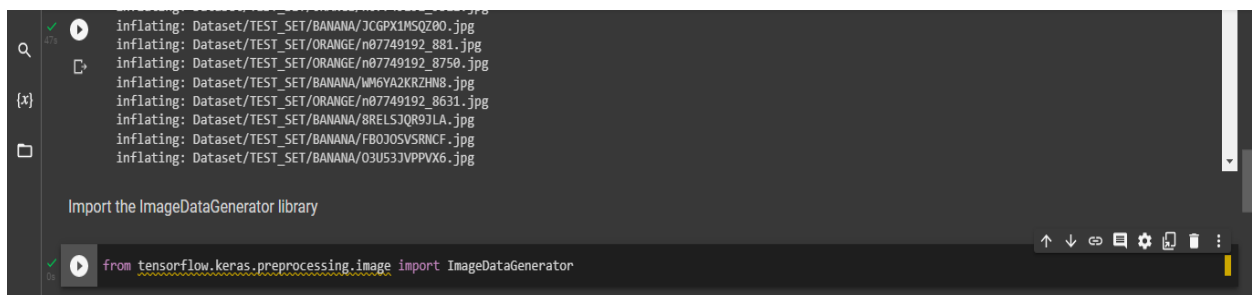 47s
inflating: Dataset/TEST_SET/BANANA/JCGPX1MSQZ0O.jpg
inflating: Dataset/TEST_SET/ORANGE/n07749192_881.jpg
inflating: Dataset/TEST_SET/ORANGE/n07749192_8750.jpg
inflating: Dataset/TEST_SET/BANANA/WM6YA2KRZHN8.jpg
{x}
inflating: Dataset/TEST_SET/ORANGE/n07749192_8631.jpg
inflating: Dataset/TEST_SET/BANANA/8RELSJQR9JLA.jpg
inflating: Dataset/TEST_SET/BANANA/FBOJOSVSRNCF.jpg
inflating: Dataset/TEST_SET/BANANA/O3U53JVPPVX6.jpg
Import the ImageDataGenerator library
from tensorflow.keras.preprocessing.image import ImageDataGenerator
0s